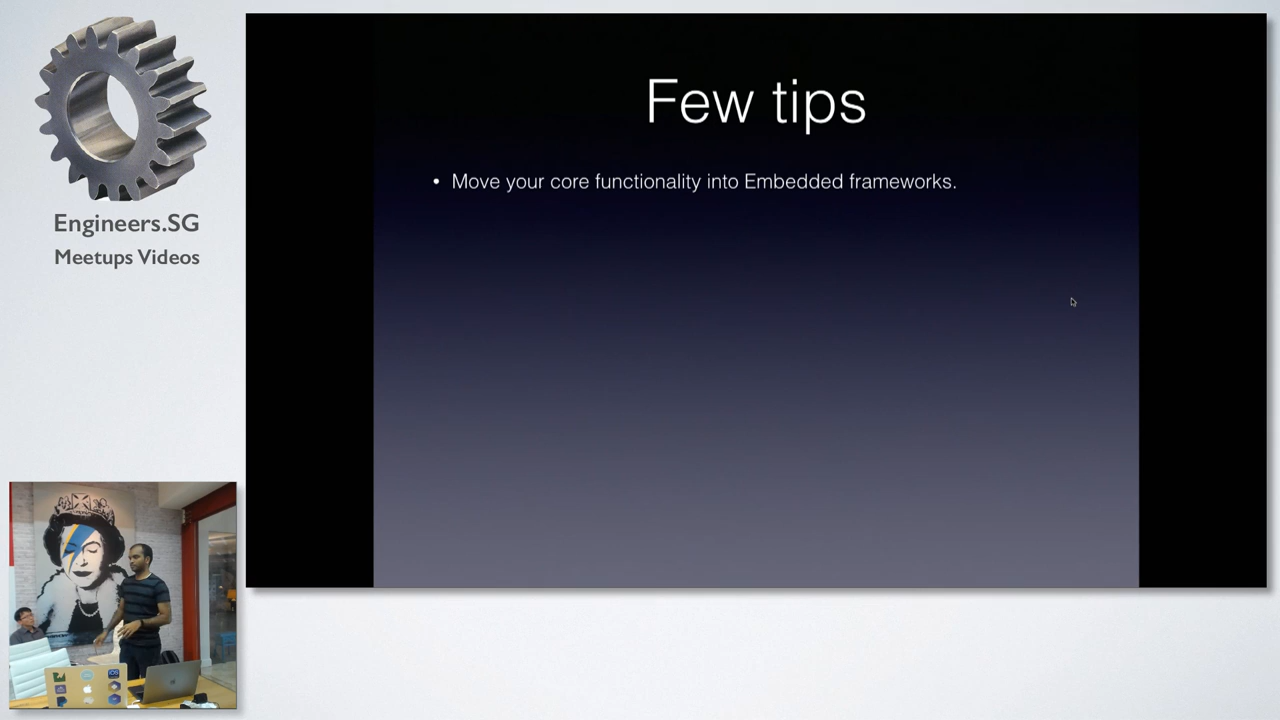 Engineers.SG
Meetups Videos
Few tips
• Move your core functionality into Embedded frameworks.